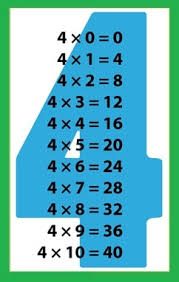 4 × 0 = 0
4 × 1 = 4
4 × 2 = 8
4 × 3 = 12
4 × 4 = 16
4 × 5 = 20
4 × 6 = 24
4 × 7 = 28
4 × 8 = 32
4 × 9 = 36
4 × 10 = 40
4